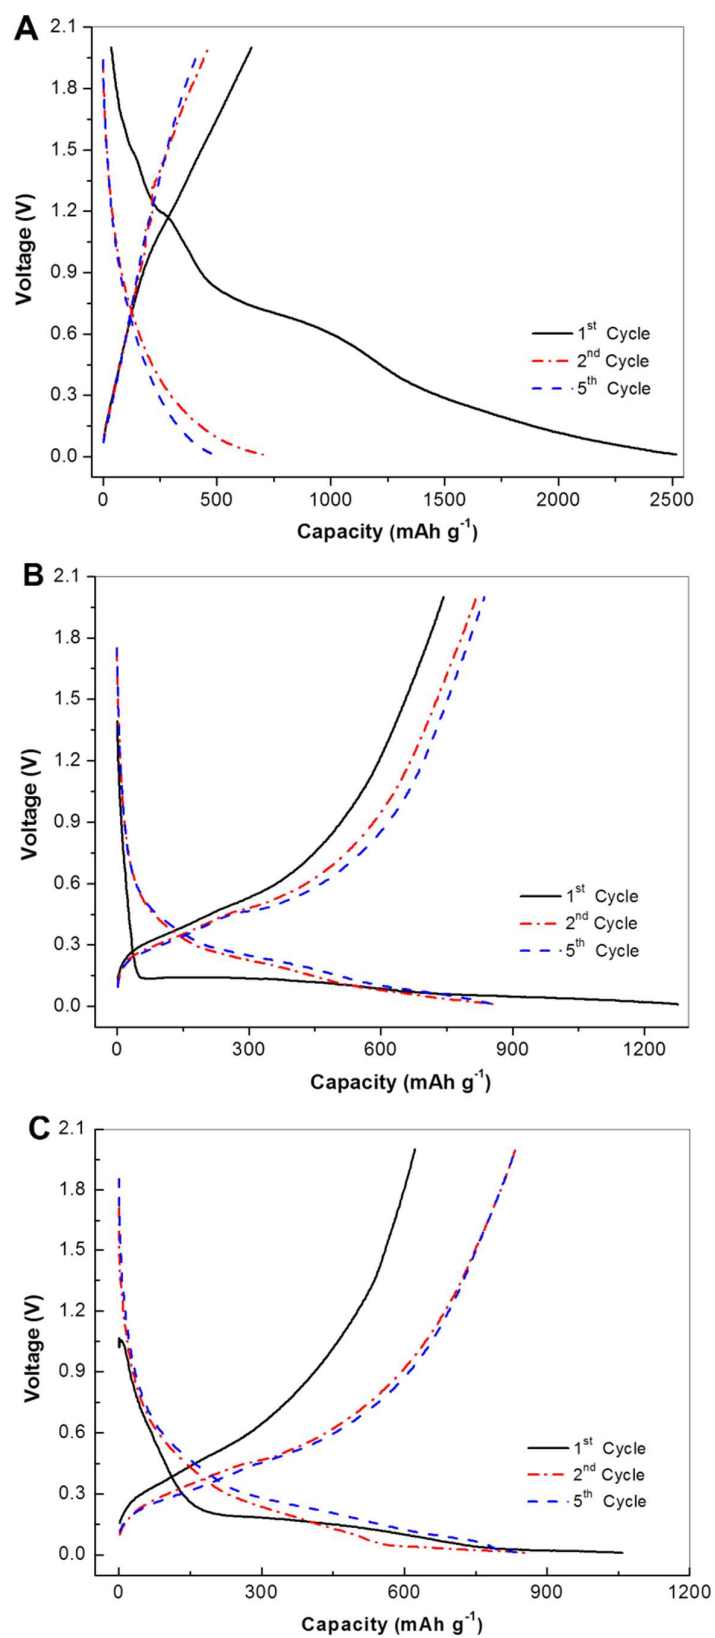 A
2.1
1.8
1.5
1.2
0.9
0.6
0.3
0.0
Voltage (V)
1st Cycle
2nd Cycle
5th Cycle
0 500 1000 1500 2000 2500
Capacity (mAh g-1)
B
2.1
1.8
1.5
1.2
0.9
0.6
0.3
0.0
Voltage (V)
1st Cycle
2nd Cycle
5th Cycle
0 300 600 900 1200
Capacity (mAh g-1)
C
2.1
1.8
1.5
1.2
0.9
0.6
0.3
0.0
Voltage (V)
1st Cycle
2nd Cycle
5th Cycle
0 300 600 900 1200
Capacity (mAh g-1)